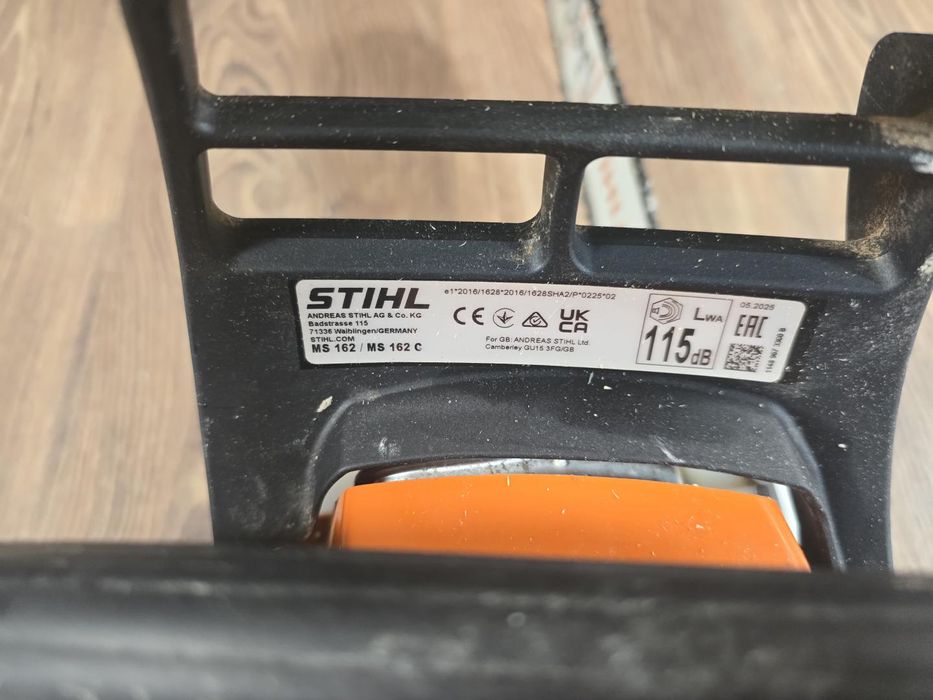 STIHL
ANDREAS STIHL AG & Co. KG
Badstrasse 115
71336 Waiblingen/GERMANY
STIHL.COM
MS 162 / MS 162 C
e1*2016/1628*2016/1628SHA2/P*0225*02
CE
UK
CA
For GB: ANDREAS STIHL Ltd.
Camberley GU15 3FG/GB
LWA
115dB
05.2025
EAC